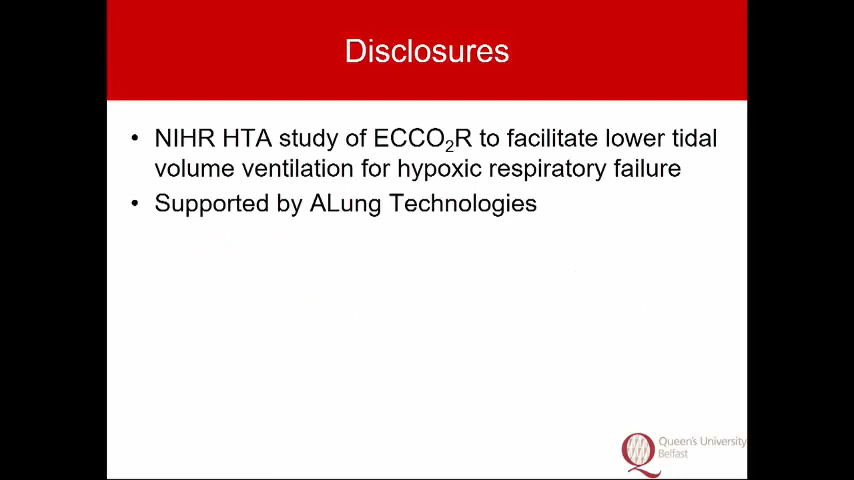 Disclosures
• NIHR HTA study of ECCO₂R to facilitate lower tidal
volume ventilation for hypoxic respiratory failure
• Supported by ALung Technologies
Queen's University
Belfast